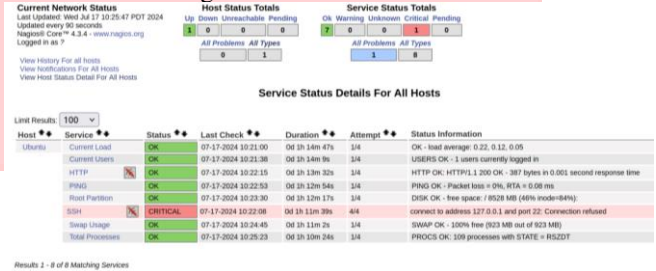 Current Network Status
Last Updated: Wed Jul 17 10:25:47 PDT 2024
Updated every 90 seconds
Nagios® Core™ 4.3.4 - www.nagios.org
Logged in as ?
View History For all hosts
View Notifications For All Hosts
View Host Status Detail For All Hosts
Host Status Totals
Up Down Unreachable Pending
1 0 0 0
All Problems All Types
0 1
Service Status Totals
Ok Warning Unknown Critical Pending
7 0 0 1 0
All Problems All Types
1 8
Service Status Details For All Hosts
Limit Results: 100
Host Service Status Last Check Duration Attempt Status Information
Ubuntu Current Load OK 07-17-2024 10:21:00 0d 1h 14m 47s 1/4 OK - load average: 0.22, 0.12, 0.05
Current Users OK 07-17-2024 10:21:38 0d 1h 14m 9s 1/4 USERS OK - 1 users currently logged in
HTTP OK 07-17-2024 10:22:15 0d 1h 13m 32s 1/4 HTTP OK: HTTP/1.1 200 OK - 387 bytes in 0.001 second response time
PING OK 07-17-2024 10:22:53 0d 1h 12m 54s 1/4 PING OK - Packet loss = 0%, RTA = 0.08 ms
Root Partition OK 07-17-2024 10:23:30 0d 1h 12m 17s 1/4 DISK OK - free space: / 8528 MB (46% inode=84%):
SSH CRITICAL 07-17-2024 10:22:08 0d 1h 11m 39s 4/4 connect to address 127.0.0.1 and port 22: Connection refused
Swap Usage OK 07-17-2024 10:24:45 0d 1h 11m 2s 1/4 SWAP OK - 100% free (923 MB out of 923 MB)
Total Processes OK 07-17-2024 10:25:23 0d 1h 10m 24s 1/4 PROCS OK: 109 processes with STATE = RSZDT
Results 1 - 8 of 8 Matching Services